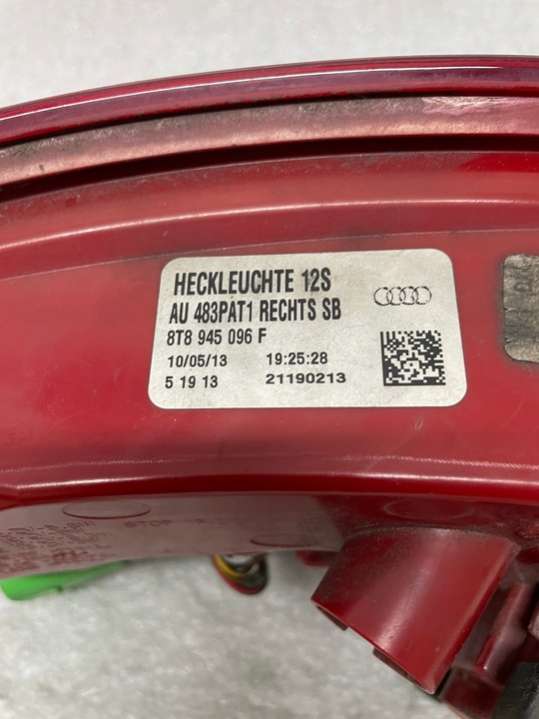 HECKLEUCHTE 12S
AU 483PAT1 RECHTS SB
8T8 945 096 F
10/05/13 19:25:28
5 19 13 21190213